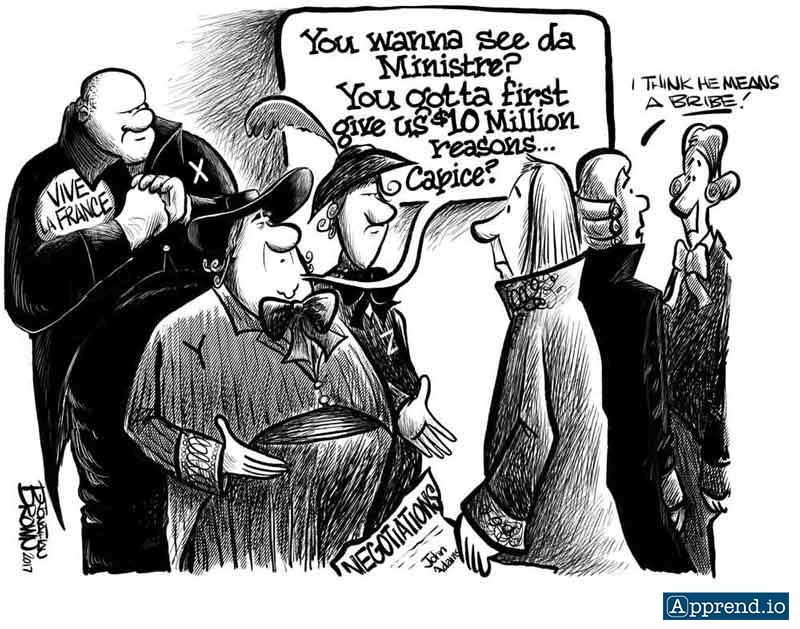 You wanna see da
Ministre?
You gotta first
give us $10 Million
reasons...
Capice?
I THINK HE MEANS
A BRIBE!
VIVE
LA FRANCE
X
Y
Z
NEGOTIATIONS
John
Adams
BROWN /2017
Apprend.io